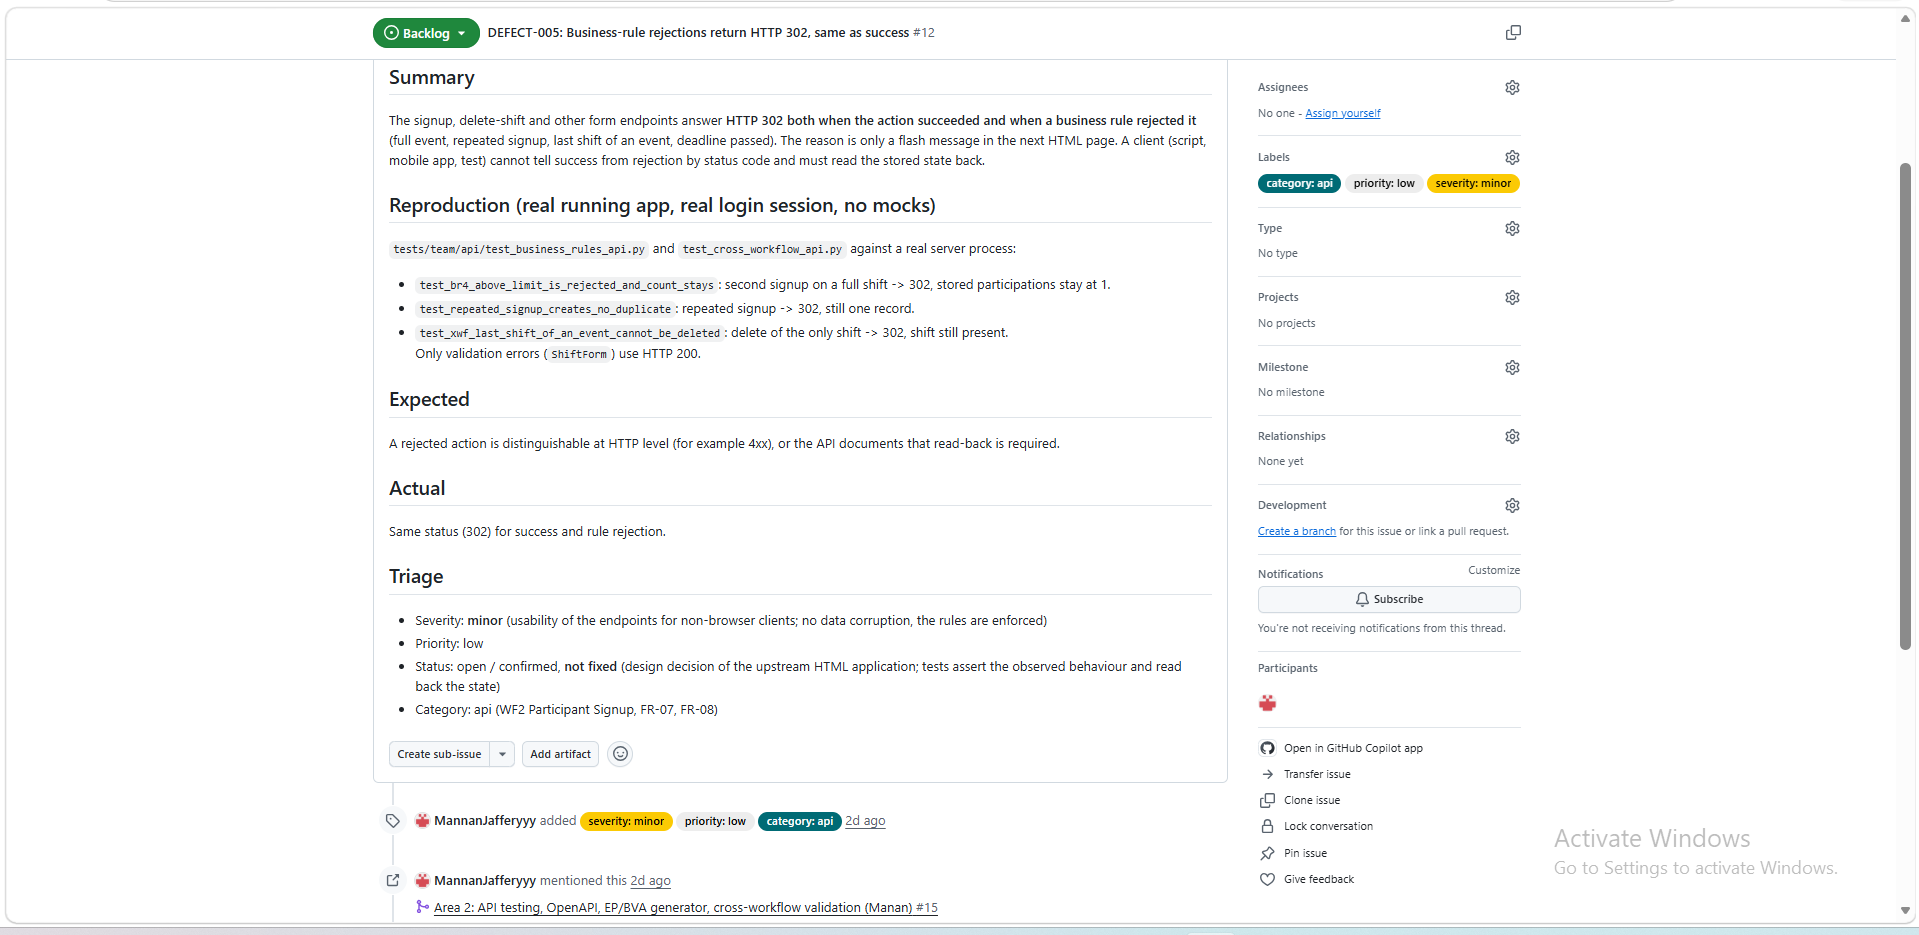 Backlog
DEFECT-005: Business-rule rejections return HTTP 302, same as success #12
Summary
The signup, delete-shift and other form endpoints answer HTTP 302 both when the action succeeded and when a business rule rejected it
(full event, repeated signup, last shift of an event, deadline passed). The reason is only a flash message in the next HTML page. A client (script,
mobile app, test) cannot tell success from rejection by status code and must read the stored state back.
Reproduction (real running app, real login session, no mocks)
tests/team/api/test_business_rules_api.py and test_cross_workflow_api.py against a real server process:
test_br4_above_limit_is_rejected_and_count_stays : second signup on a full shift -> 302, stored participations stay at 1.
test_repeated_signup_creates_no_duplicate : repeated signup -> 302, still one record.
test_xwf_last_shift_of_an_event_cannot_be_deleted : delete of the only shift -> 302, shift still present.
Only validation errors ( ShiftForm ) use HTTP 200.
Expected
A rejected action is distinguishable at HTTP level (for example 4xx), or the API documents that read-back is required.
Actual
Same status (302) for success and rule rejection.
Triage
Severity: minor (usability of the endpoints for non-browser clients; no data corruption, the rules are enforced)
Priority: low
Status: open / confirmed, not fixed (design decision of the upstream HTML application; tests assert the observed behaviour and read
back the state)
Category: api (WF2 Participant Signup, FR-07, FR-08)
Create sub-issue
Add artifact
MannanJafferyyy added severity: minor priority: low category: api 2d ago
MannanJafferyyy mentioned this 2d ago
Area 2: API testing, OpenAPI, EP/BVA generator, cross-workflow validation (Manan) #15
Assignees
No one - Assign yourself
Labels
category: api priority: low severity: minor
Type
No type
Projects
No projects
Milestone
No milestone
Relationships
None yet
Development
Create a branch for this issue or link a pull request.
Notifications
Customize
Subscribe
You're not receiving notifications from this thread.
Participants
Open in GitHub Copilot app
Transfer issue
Clone issue
Lock conversation
Pin issue
Give feedback
Activate Windows
Go to Settings to activate Windows.